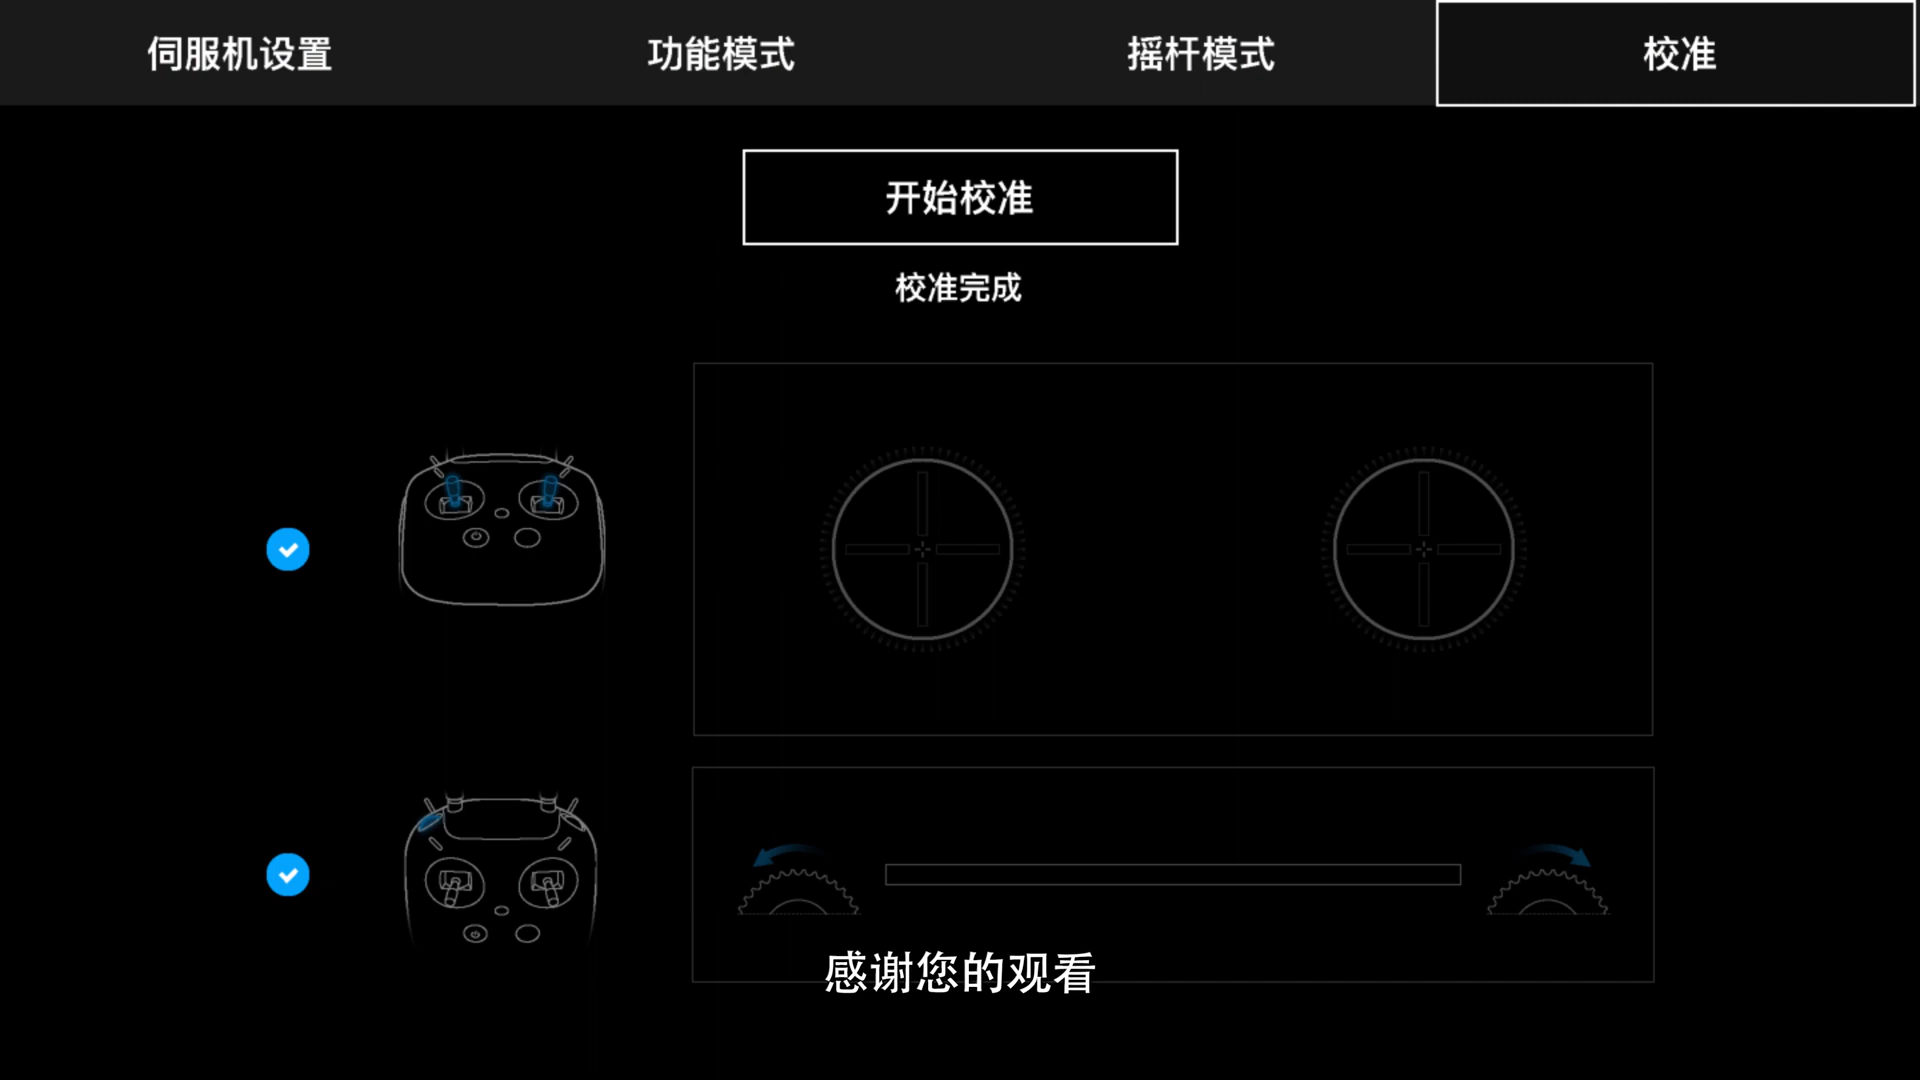 伺服机设置
功能模式
摇杆模式
校准
开始校准
校准完成
感谢您的观看